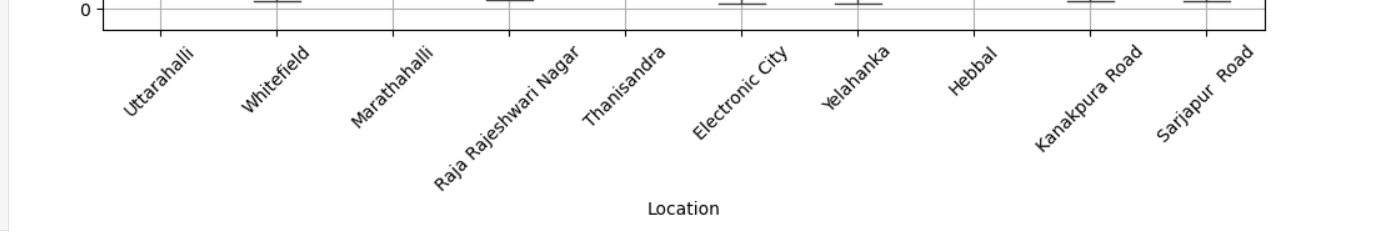 0
Uttarahalli
Whitefield
Marathahalli
Raja Rajeshwari Nagar
Thanisandra
Electronic City
Yelahanka
Hebbal
Kanakpura Road
Sarjapur  Road
Location